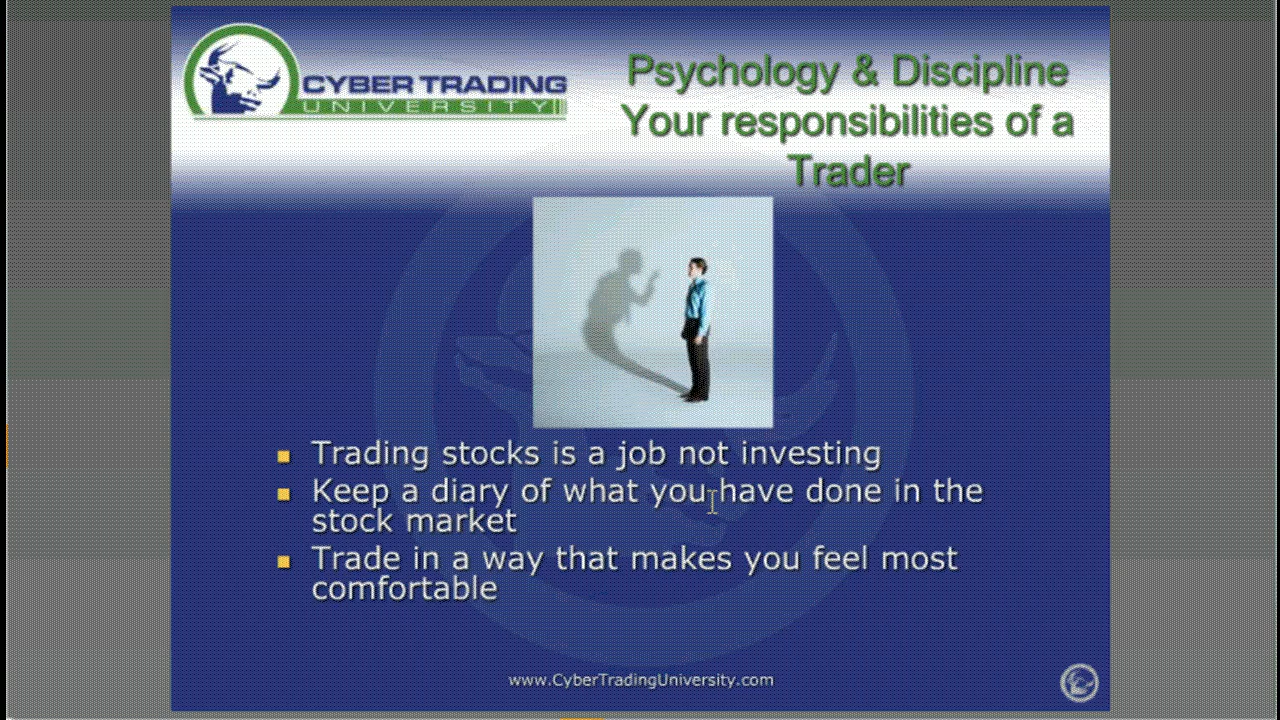 CYBER TRADING
UNIVERSITY
Psychology & Discipline
Your responsibilities of a
Trader
Trading stocks is a job not investing
Keep a diary of what you have done in the
stock market
Trade in a way that makes you feel most
comfortable
www.CyberTradingUniversity.com